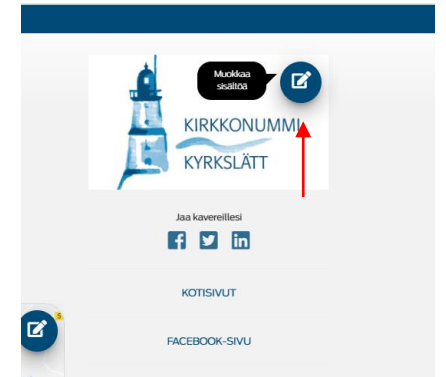 Muokkaa
sisältöä
KIRKKONUMMI
KYRKSLÄTT
Jaa kavereillesi
KOTISIVUT
S
FACEBOOK-SIVU